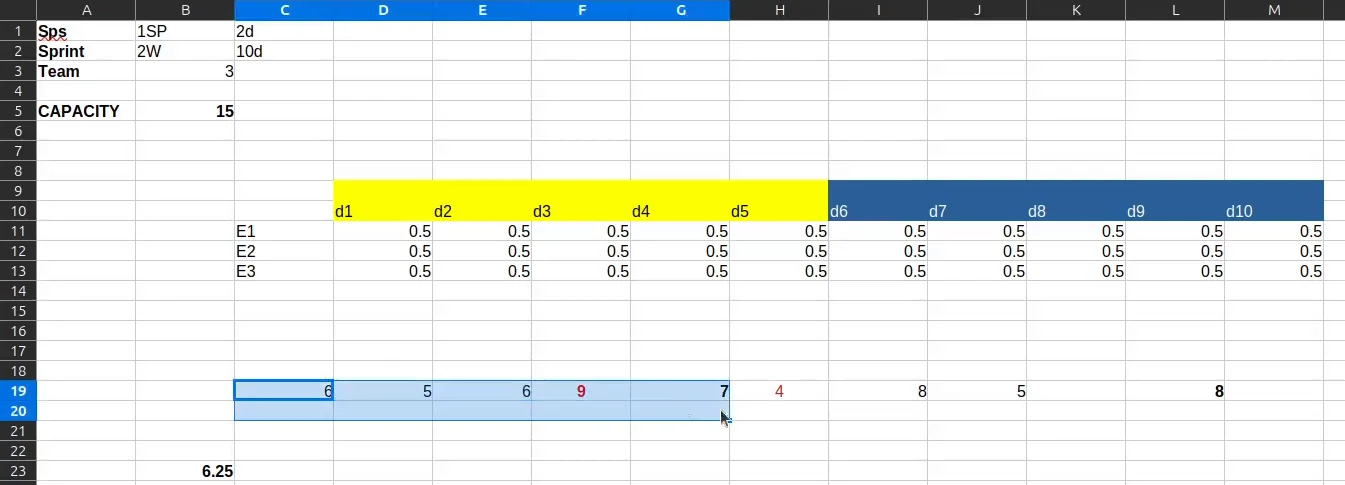 A B C D E F G H I J K L M
1 Sps 1SP 2d
2 Sprint 2W 10d
3 Team 3
4
5 CAPACITY 15
6
7
8
9
10 d1 d2 d3 d4 d5 d6 d7 d8 d9 d10
11 E1 0.5 0.5 0.5 0.5 0.5 0.5 0.5 0.5 0.5 0.5
12 E2 0.5 0.5 0.5 0.5 0.5 0.5 0.5 0.5 0.5 0.5
13 E3 0.5 0.5 0.5 0.5 0.5 0.5 0.5 0.5 0.5 0.5
14
15
16
17
18
19 6 5 6 9 7 4 8 5 8
20
21
22
23 6.25